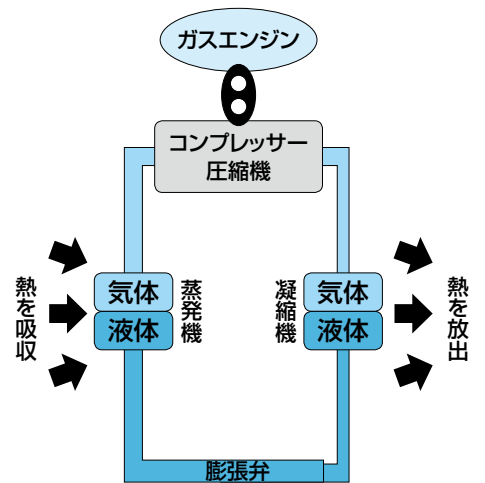 ガスエンジン
コンプレッサー
圧縮機
熱を吸収
気体
液体
蒸発機
凝縮機
気体
液体
熱を放出
膨張弁